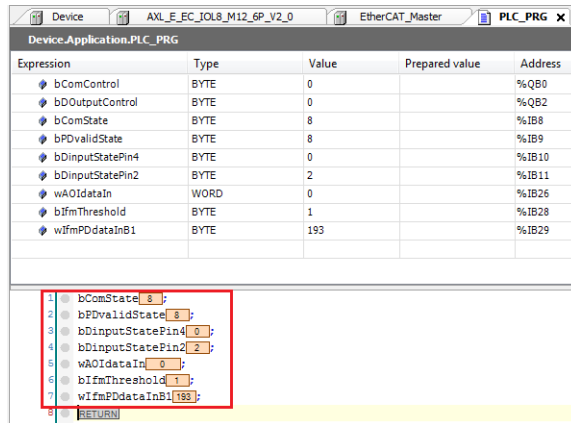 Device AXL_E_EC_IOL8_M12_6P_V2_0 EtherCAT_Master PLC_PRG X
Device.Application.PLC_PRG
Expression Type Value Prepared value Address
bComControl BYTE 0 %QB0
bDOutputControl BYTE 0 %QB2
bComState BYTE 8 %IB8
bPDvalidState BYTE 8 %IB9
bDinputStatePin4 BYTE 0 %IB10
bDinputStatePin2 BYTE 2 %IB11
wAOIdataIn WORD 0 %IB26
bIfmThreshold BYTE 1 %IB28
wIfmPDdataInB1 BYTE 193 %IB29
1 bComState 8 ;
2 bPDvalidState 8 ;
3 bDinputStatePin4 0 ;
4 bDinputStatePin2 2 ;
5 wAOIdataIn 0 ;
6 bIfmThreshold 1 ;
7 wIfmPDdataInB1 193 ;
8 RETURN